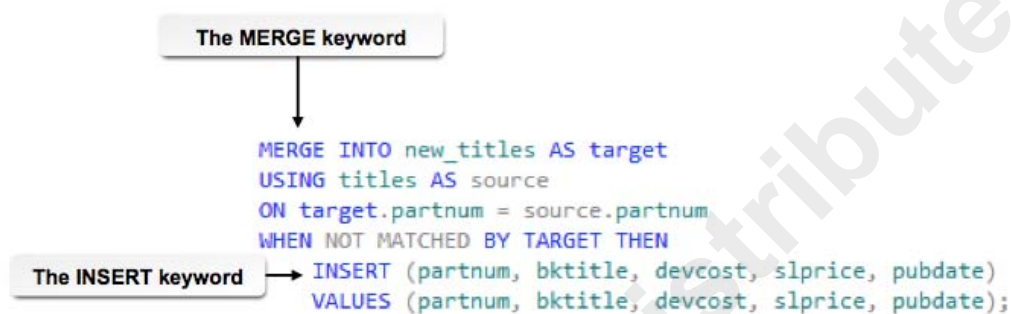 The MERGE keyword
MERGE INTO new_titles AS target
USING titles AS source
ON target.partnum = source.partnum
WHEN NOT MATCHED BY TARGET THEN
The INSERT keyword
INSERT (partnum, bktitle, devcost, slprice, pubdate)
VALUES (partnum, bktitle, devcost, slprice, pubdate);
istribute